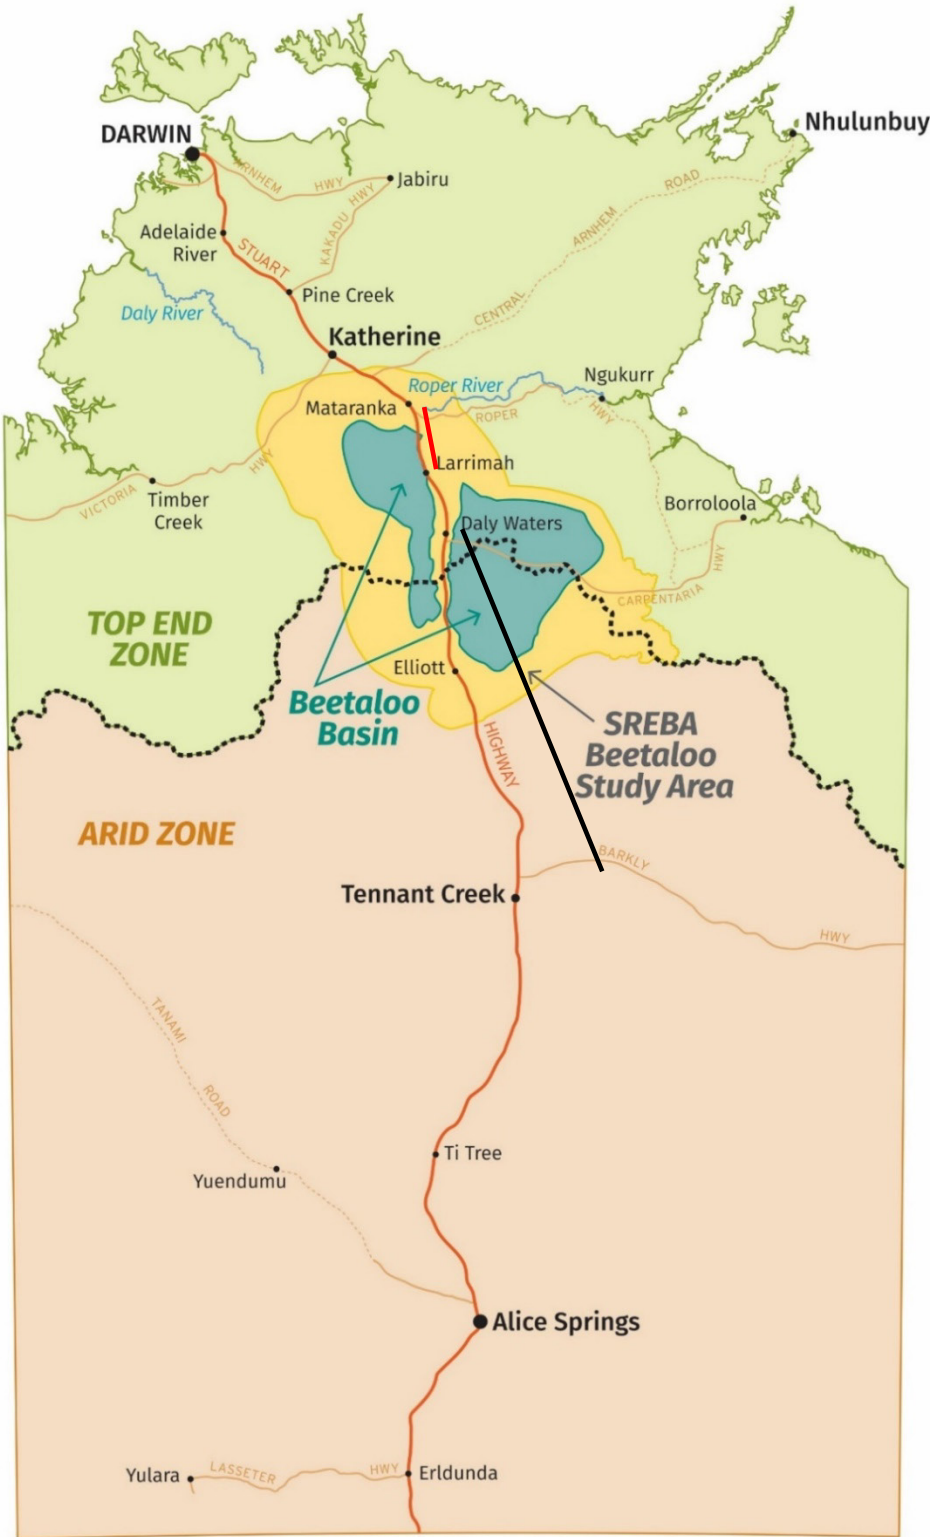 DARWIN
Nhulunbuy
ARNHEM
HWY
Jabiru
KAKADU HWY
ROAD
ARNHEM
CENTRAL
Adelaide
River
STUART
Pine Creek
Daly River
Katherine
Roper River
Ngukurr
Mataranka
ROPER
HWY
HWY
Larrimah
VICTORIA
Timber
Creek
Borroloola
Daly Waters
HWY
CARPENTARIA
TOP END
ZONE
Elliott
Beetaloo
Basin
SREBA
Beetaloo
Study Area
HIGHWAY
ARID ZONE
BARKLY
Tennant Creek
HWY
TANAMI
ROAD
Ti Tree
Yuendumu
Alice Springs
Yulara
LASSETER
HWY
Erldunda